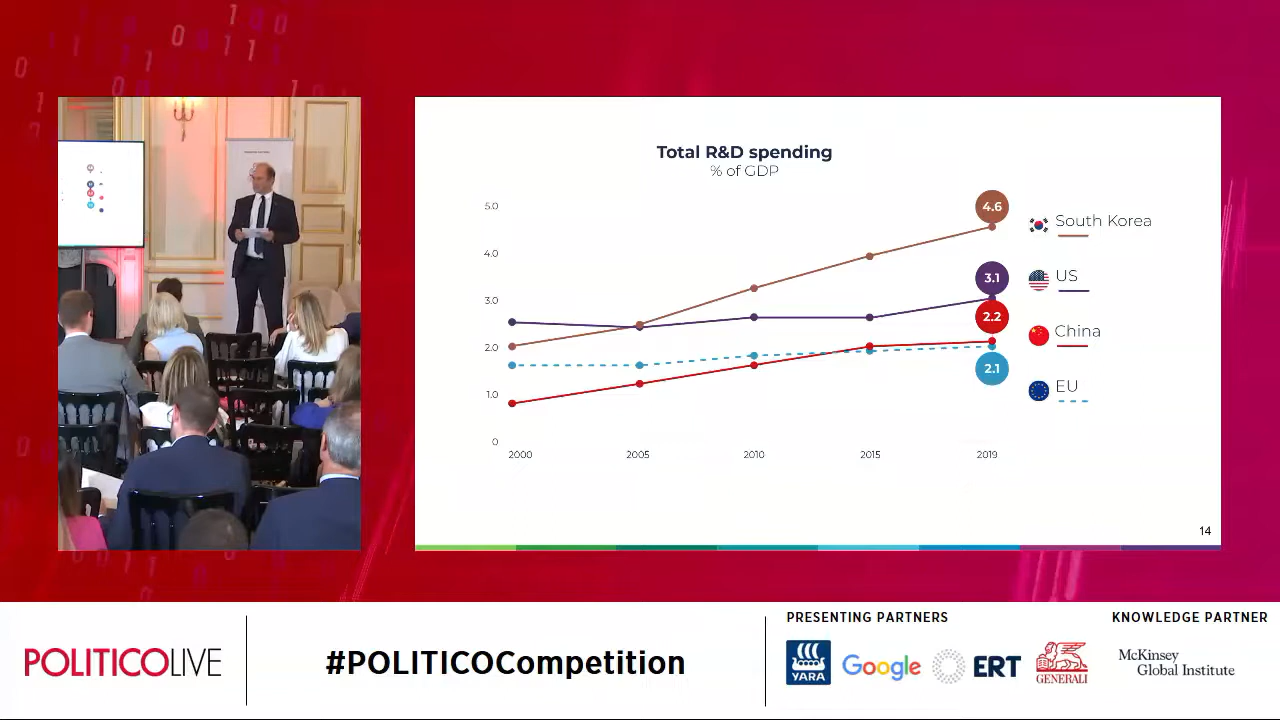 Total R&D spending
% of GDP
5.0
4.0
3.0
2.0
1.0
0
2000
2005
2010
2015
2019
4.6
3.1
2.2
2.1
South Korea
US
China
EU
14
POLITICOLIVE
#POLITICOCompetition
PRESENTING PARTNERS
YARA
Google
ERT
GENERALI
KNOWLEDGE PARTNER
McKinsey
Global Institute